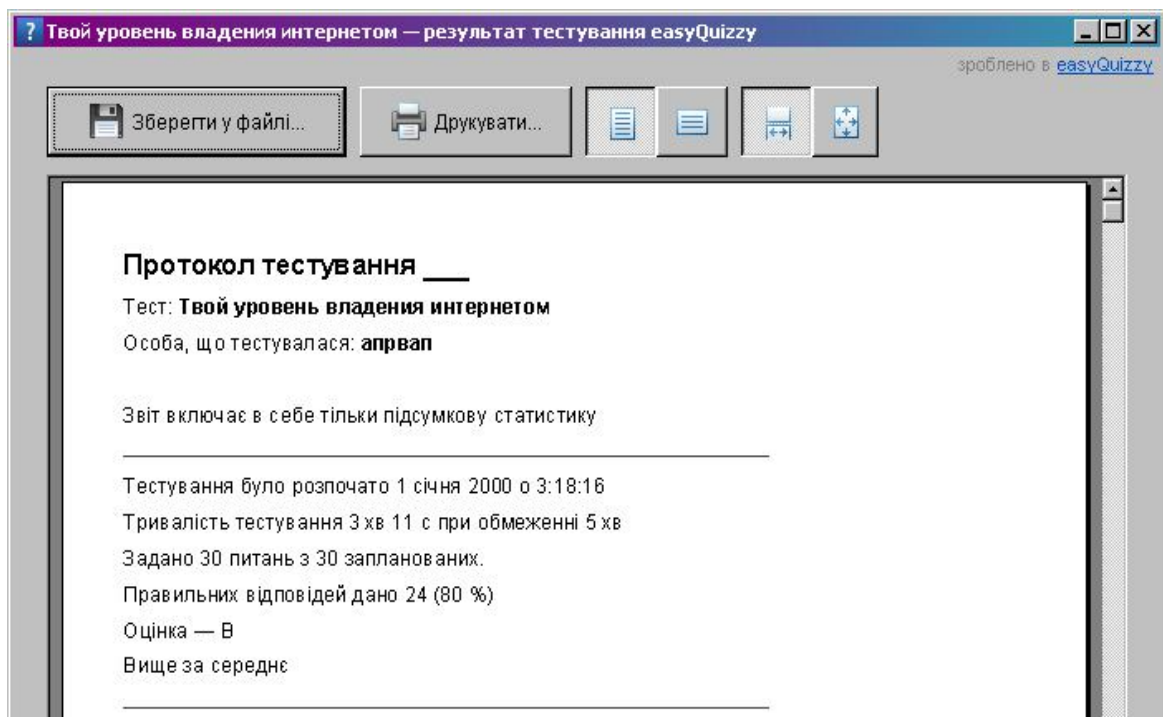 Твой уровень владения интернетом — результат тестування easyQuizzy
зроблено в easyQuizzy
Зберегти у файлі...
Друкувати...
Протокол тестування ___
Тест: Твой уровень владения интернетом
Особа, що тестувалася: апрвап
Звіт включає в себе тільки підсумкову статистику
Тестування було розпочато 1 січня 2000 о 3:18:16
Тривалість тестування 3 хв 11 с при обмеженні 5 хв
Задано 30 питань з 30 запланованих.
Правильних відповідей дано 24 (80 %)
Оцінка — B
Вище за середнє